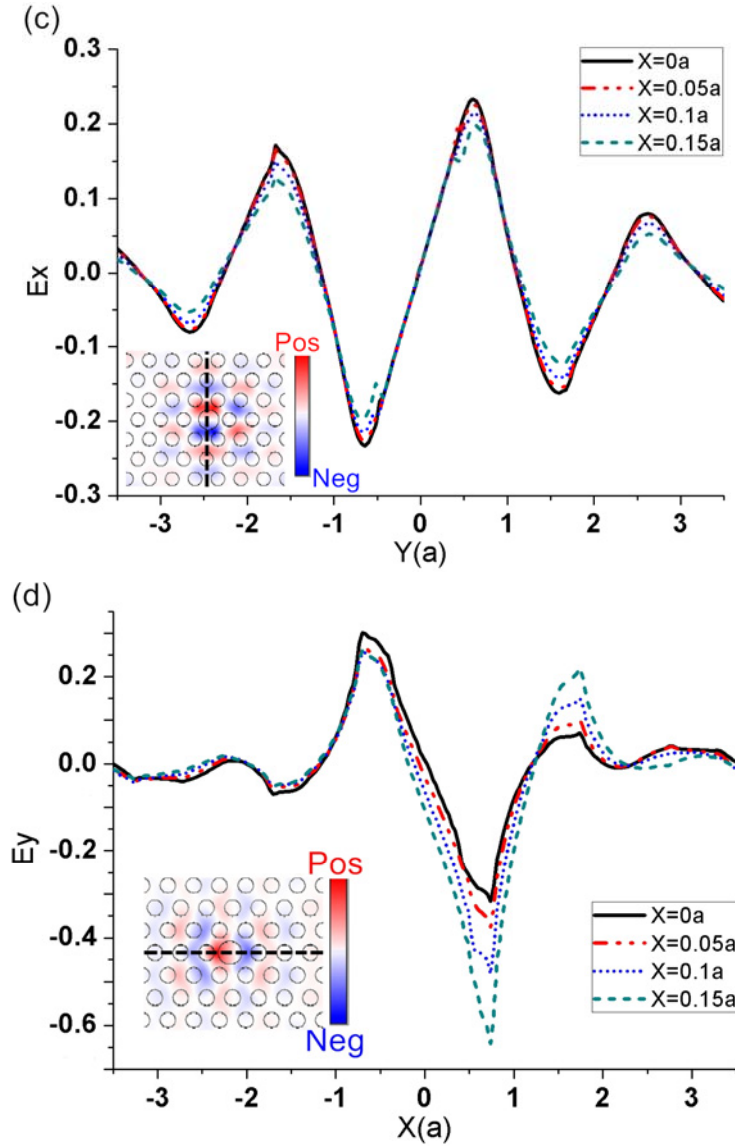 (c)
0.3
0.2
0.1
0.0
-0.1
-0.2
-0.3
Ex
X=0a
X=0.05a
X=0.1a
X=0.15a
Pos
Neg
-3 -2 -1 0 1 2 3
Y(a)
(d)
0.2
0.0
-0.2
-0.4
-0.6
Ey
Pos
Neg
X=0a
X=0.05a
X=0.1a
X=0.15a
-3 -2 -1 0 1 2 3
X(a)